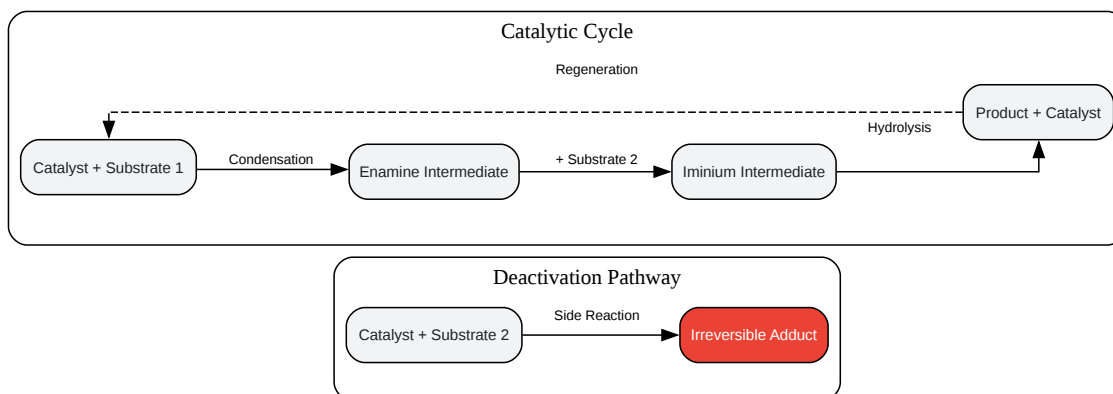 Catalytic Cycle
Regeneration
Product + Catalyst
Hydrolysis
Catalyst + Substrate 1
Condensation
Enamine Intermediate
+ Substrate 2
Iminium Intermediate
Deactivation Pathway
Catalyst + Substrate 2
Side Reaction
Irreversible Adduct